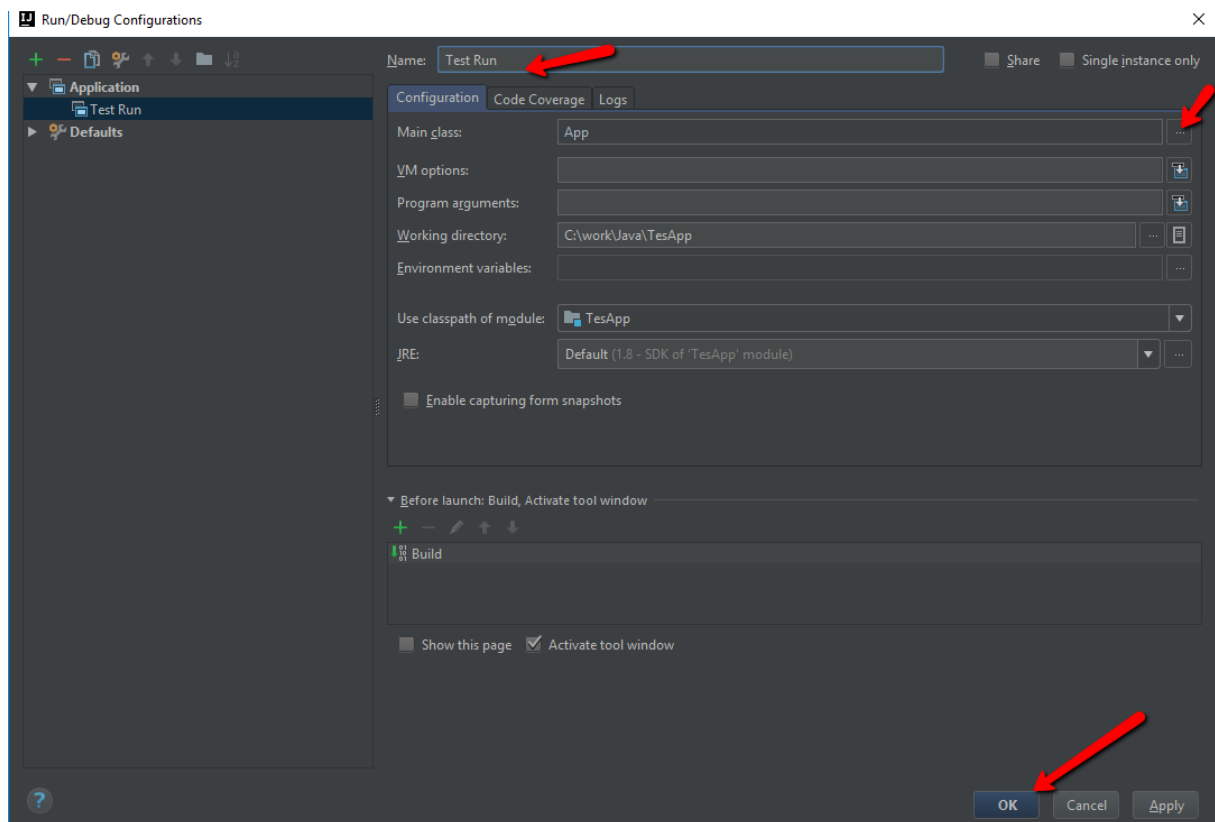 IJ Run/Debug Configurations
Name: Test Run
Share
Single instance only
Application
Test Run
Defaults
Configuration Code Coverage Logs
Main class: App ...
VM options:
Program arguments:
Working directory: C:\work\Java\TesApp ...
Environment variables: ...
Use classpath of module: TesApp
JRE: Default (1.8 - SDK of 'TesApp' module) ...
Enable capturing form snapshots
Before launch: Build, Activate tool window
Build
Show this page Activate tool window
? OK Cancel Apply